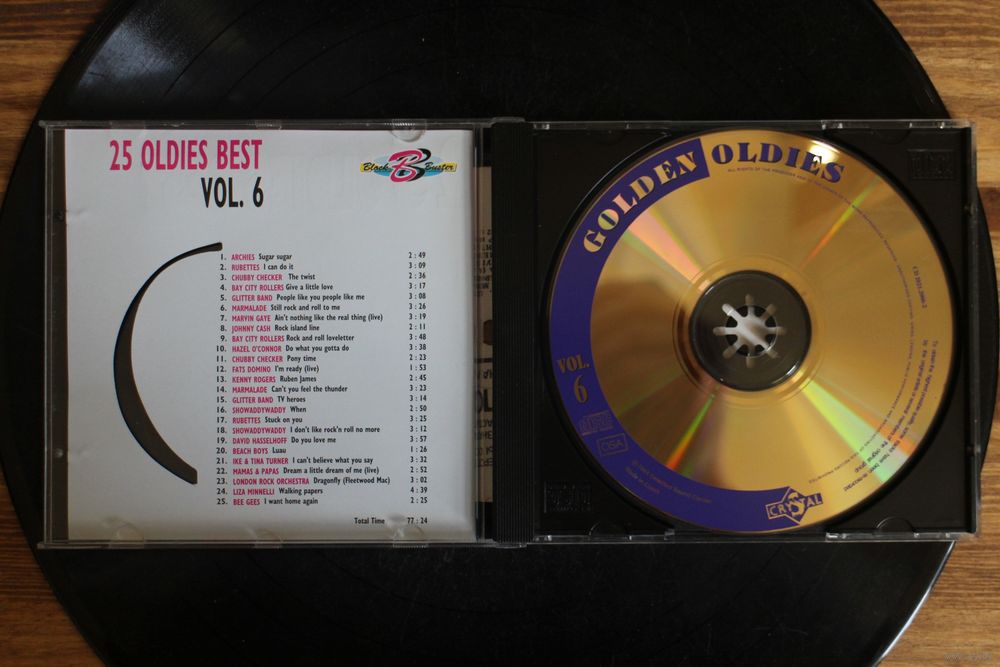 25 OLDIES BEST
VOL. 6
Block B Buster
1. ARCHIES Sugar sugar 2 : 49
2. RUBETTES I can do it 3 : 09
3. CHUBBY CHECKER The twist 2 : 36
4. BAY CITY ROLLERS Give a little love 3 : 17
5. GLITTER BAND People like you people like me 3 : 08
6. MARMALADE Still rock and roll to me 3 : 26
7. MARVIN GAYE Ain't nothing like the real thing (live) 3 : 19
8. JOHNNY CASH Rock island line 2 : 11
9. BAY CITY ROLLERS Rock and roll loveletter 3 : 48
10. HAZEL O'CONNOR Do what you gotta do 3 : 38
11. CHUBBY CHECKER Pony time 2 : 23
12. FATS DOMINO I'm ready (live) 1 : 53
13. KENNY ROGERS Ruben James 2 : 45
14. MARMALADE Can't you feel the thunder 3 : 23
15. GLITTER BAND TV heroes 3 : 14
16. SHOWADDYWADDY When 2 : 50
17. RUBETTES Stuck on you 3 : 25
18. SHOWADDYWADDY I don't like rock'n roll no more 3 : 12
19. DAVID HASSELHOFF Do you love me 3 : 57
20. BEACH BOYS Luau 1 : 26
21. IKE & TINA TURNER I can't believe what you say 3 : 32
22. MAMAS & PAPAS Dream a little dream of me (live) 2 : 52
23. LONDON ROCK ORCHESTRA Dragonfly (Fleetwood Mac) 3 : 02
24. LIZA MINNELLI Walking papers 4 : 39
25. BEE GEES I want home again 2 : 25
Total Time 77 : 24
GOLDEN OLDIES
VOL.
6
OSA
CRYSTAL